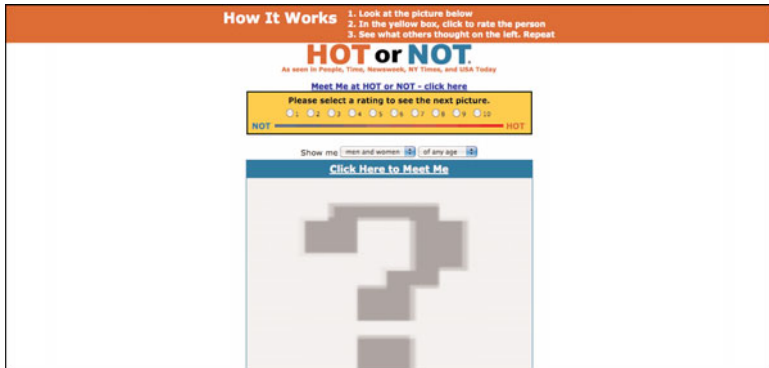 How It Works
1. Look at the picture below
2. In the yellow box, click to rate the person
3. See what others thought on the left. Repeat
HOT or NOT.
As seen in People, Time, Newsweek, NY Times, and USA Today
Meet Me at HOT or NOT - click here
Please select a rating to see the next picture.
1 2 3 4 5 6 7 8 9 10
NOT HOT
Show me men and women of any age
Click Here to Meet Me
?